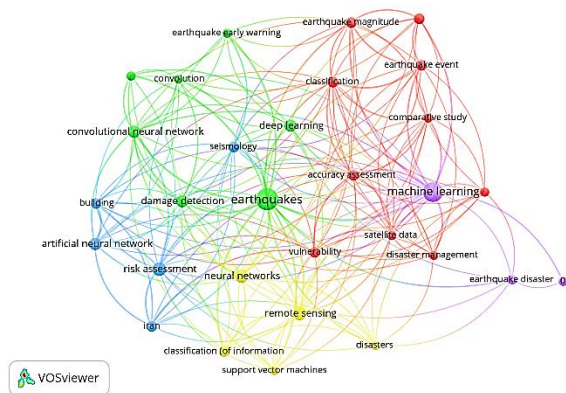 earthquake magnitude
earthquake early warning
earthquake event
convolution
classification
comparative study
convolutional neural network
deep learning
seismology
accuracy assessment
machine learning
building
damage detection
earthquakes
satellite data
artificial neural network
vulnerability
disaster management
risk assessment
neural networks
earthquake disaster
remote sensing
iran
classification (of information
disasters
support vector machines
VOSviewer